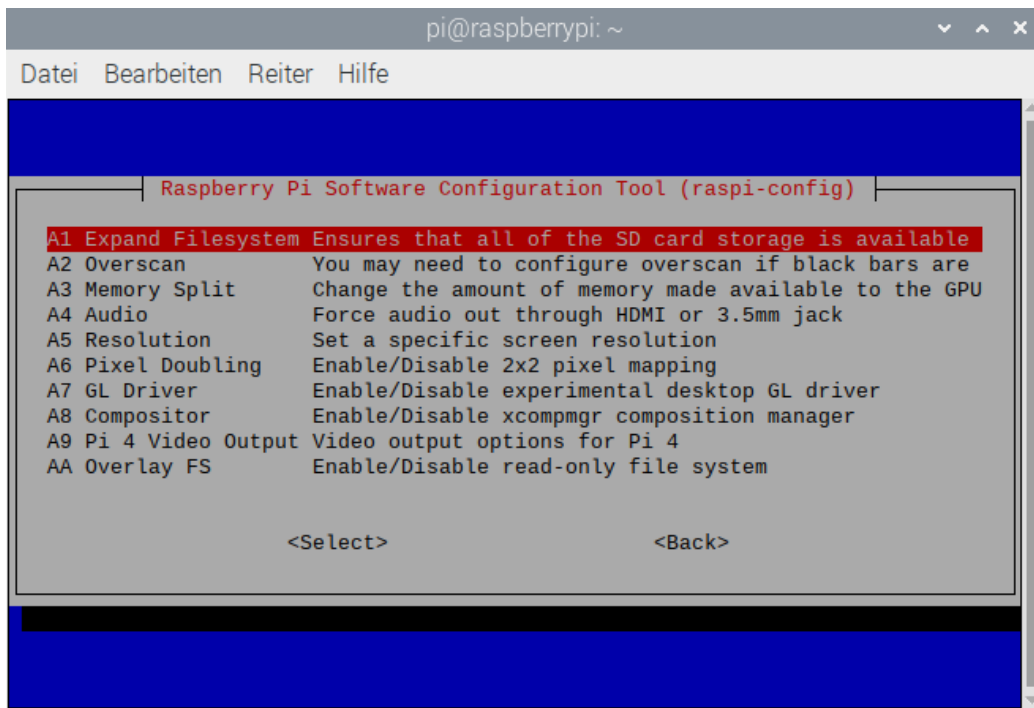 pi@raspberrypi: ~
Datei Bearbeiten Reiter Hilfe
Raspberry Pi Software Configuration Tool (raspi-config)
A1 Expand Filesystem Ensures that all of the SD card storage is available
A2 Overscan You may need to configure overscan if black bars are
A3 Memory Split Change the amount of memory made available to the GPU
A4 Audio Force audio out through HDMI or 3.5mm jack
A5 Resolution Set a specific screen resolution
A6 Pixel Doubling Enable/Disable 2x2 pixel mapping
A7 GL Driver Enable/Disable experimental desktop GL driver
A8 Compositor Enable/Disable xcompmgr composition manager
A9 Pi 4 Video Output Video output options for Pi 4
AA Overlay FS Enable/Disable read-only file system
<Select> <Back>